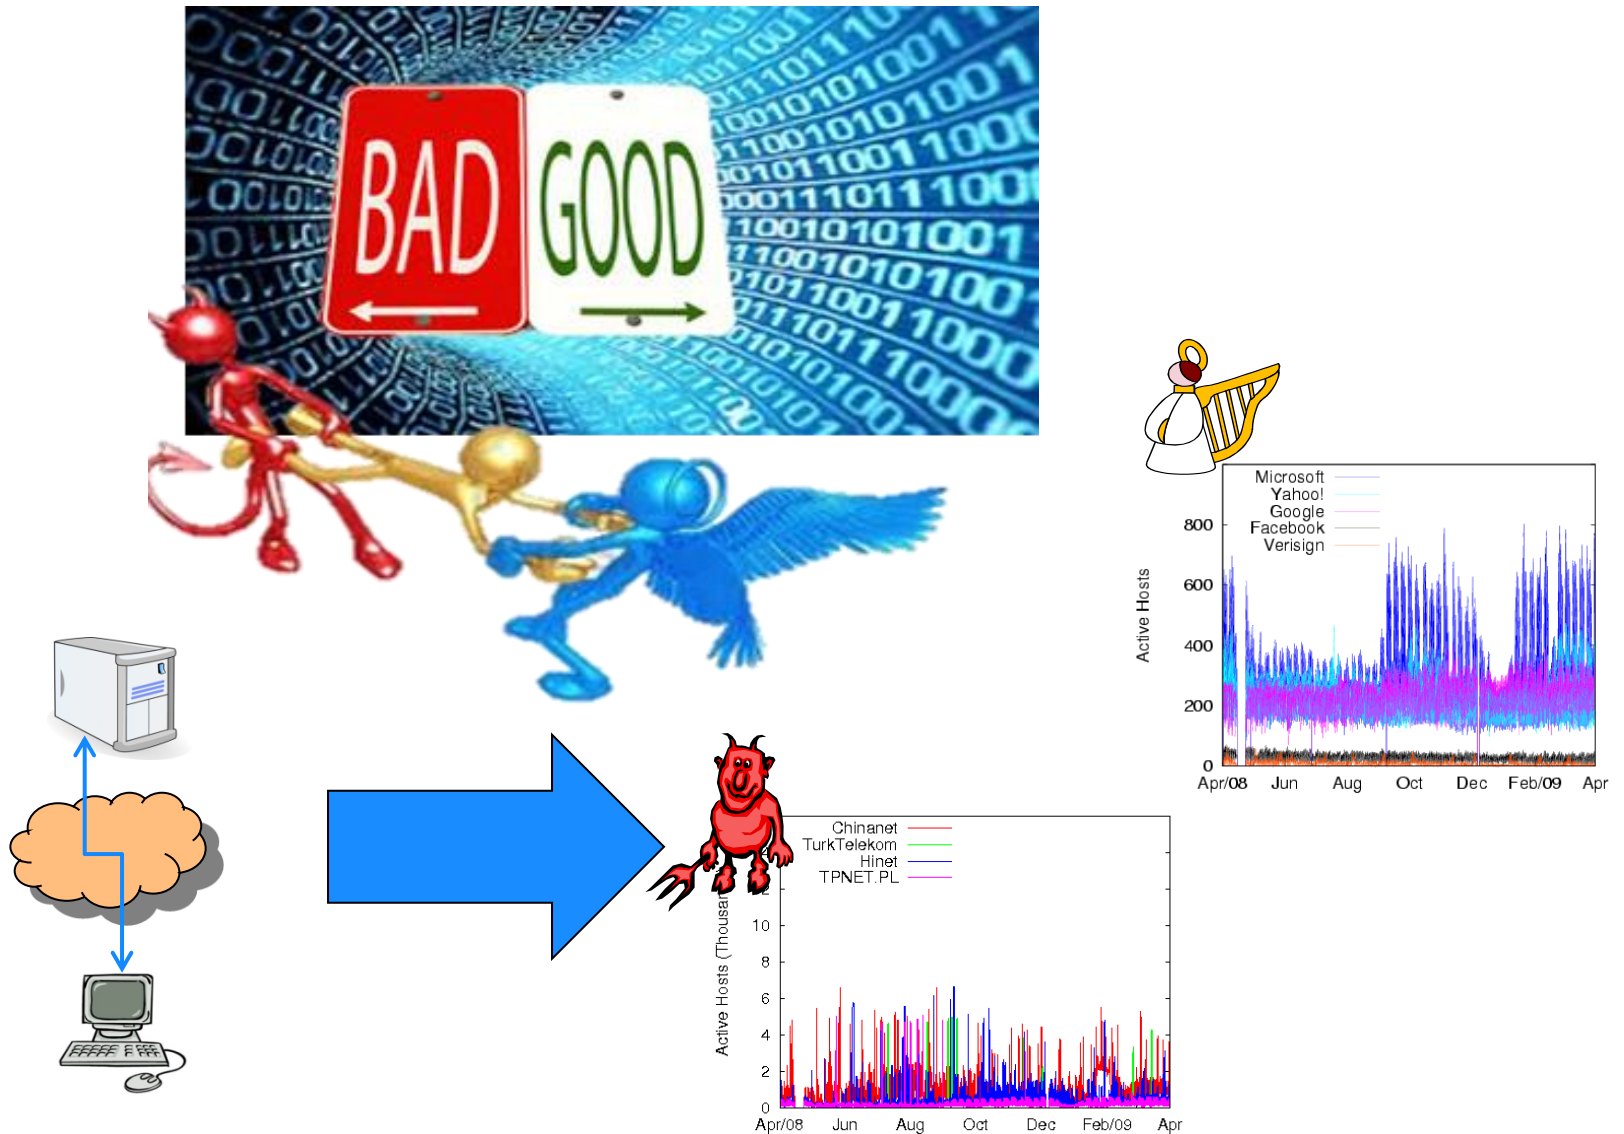 BAD GOOD
Microsoft
Yahoo!
Google
Facebook
Verisign
800
600
400
200
0
Active Hosts
Apr/08 Jun Aug Oct Dec Feb/09 Apr
Chinanet
TurkTelekom
Hinet
TPNET.PL
10
8
6
4
2
0
Active Hosts
Apr/08 Jun Aug Oct Dec Feb/09 Apr